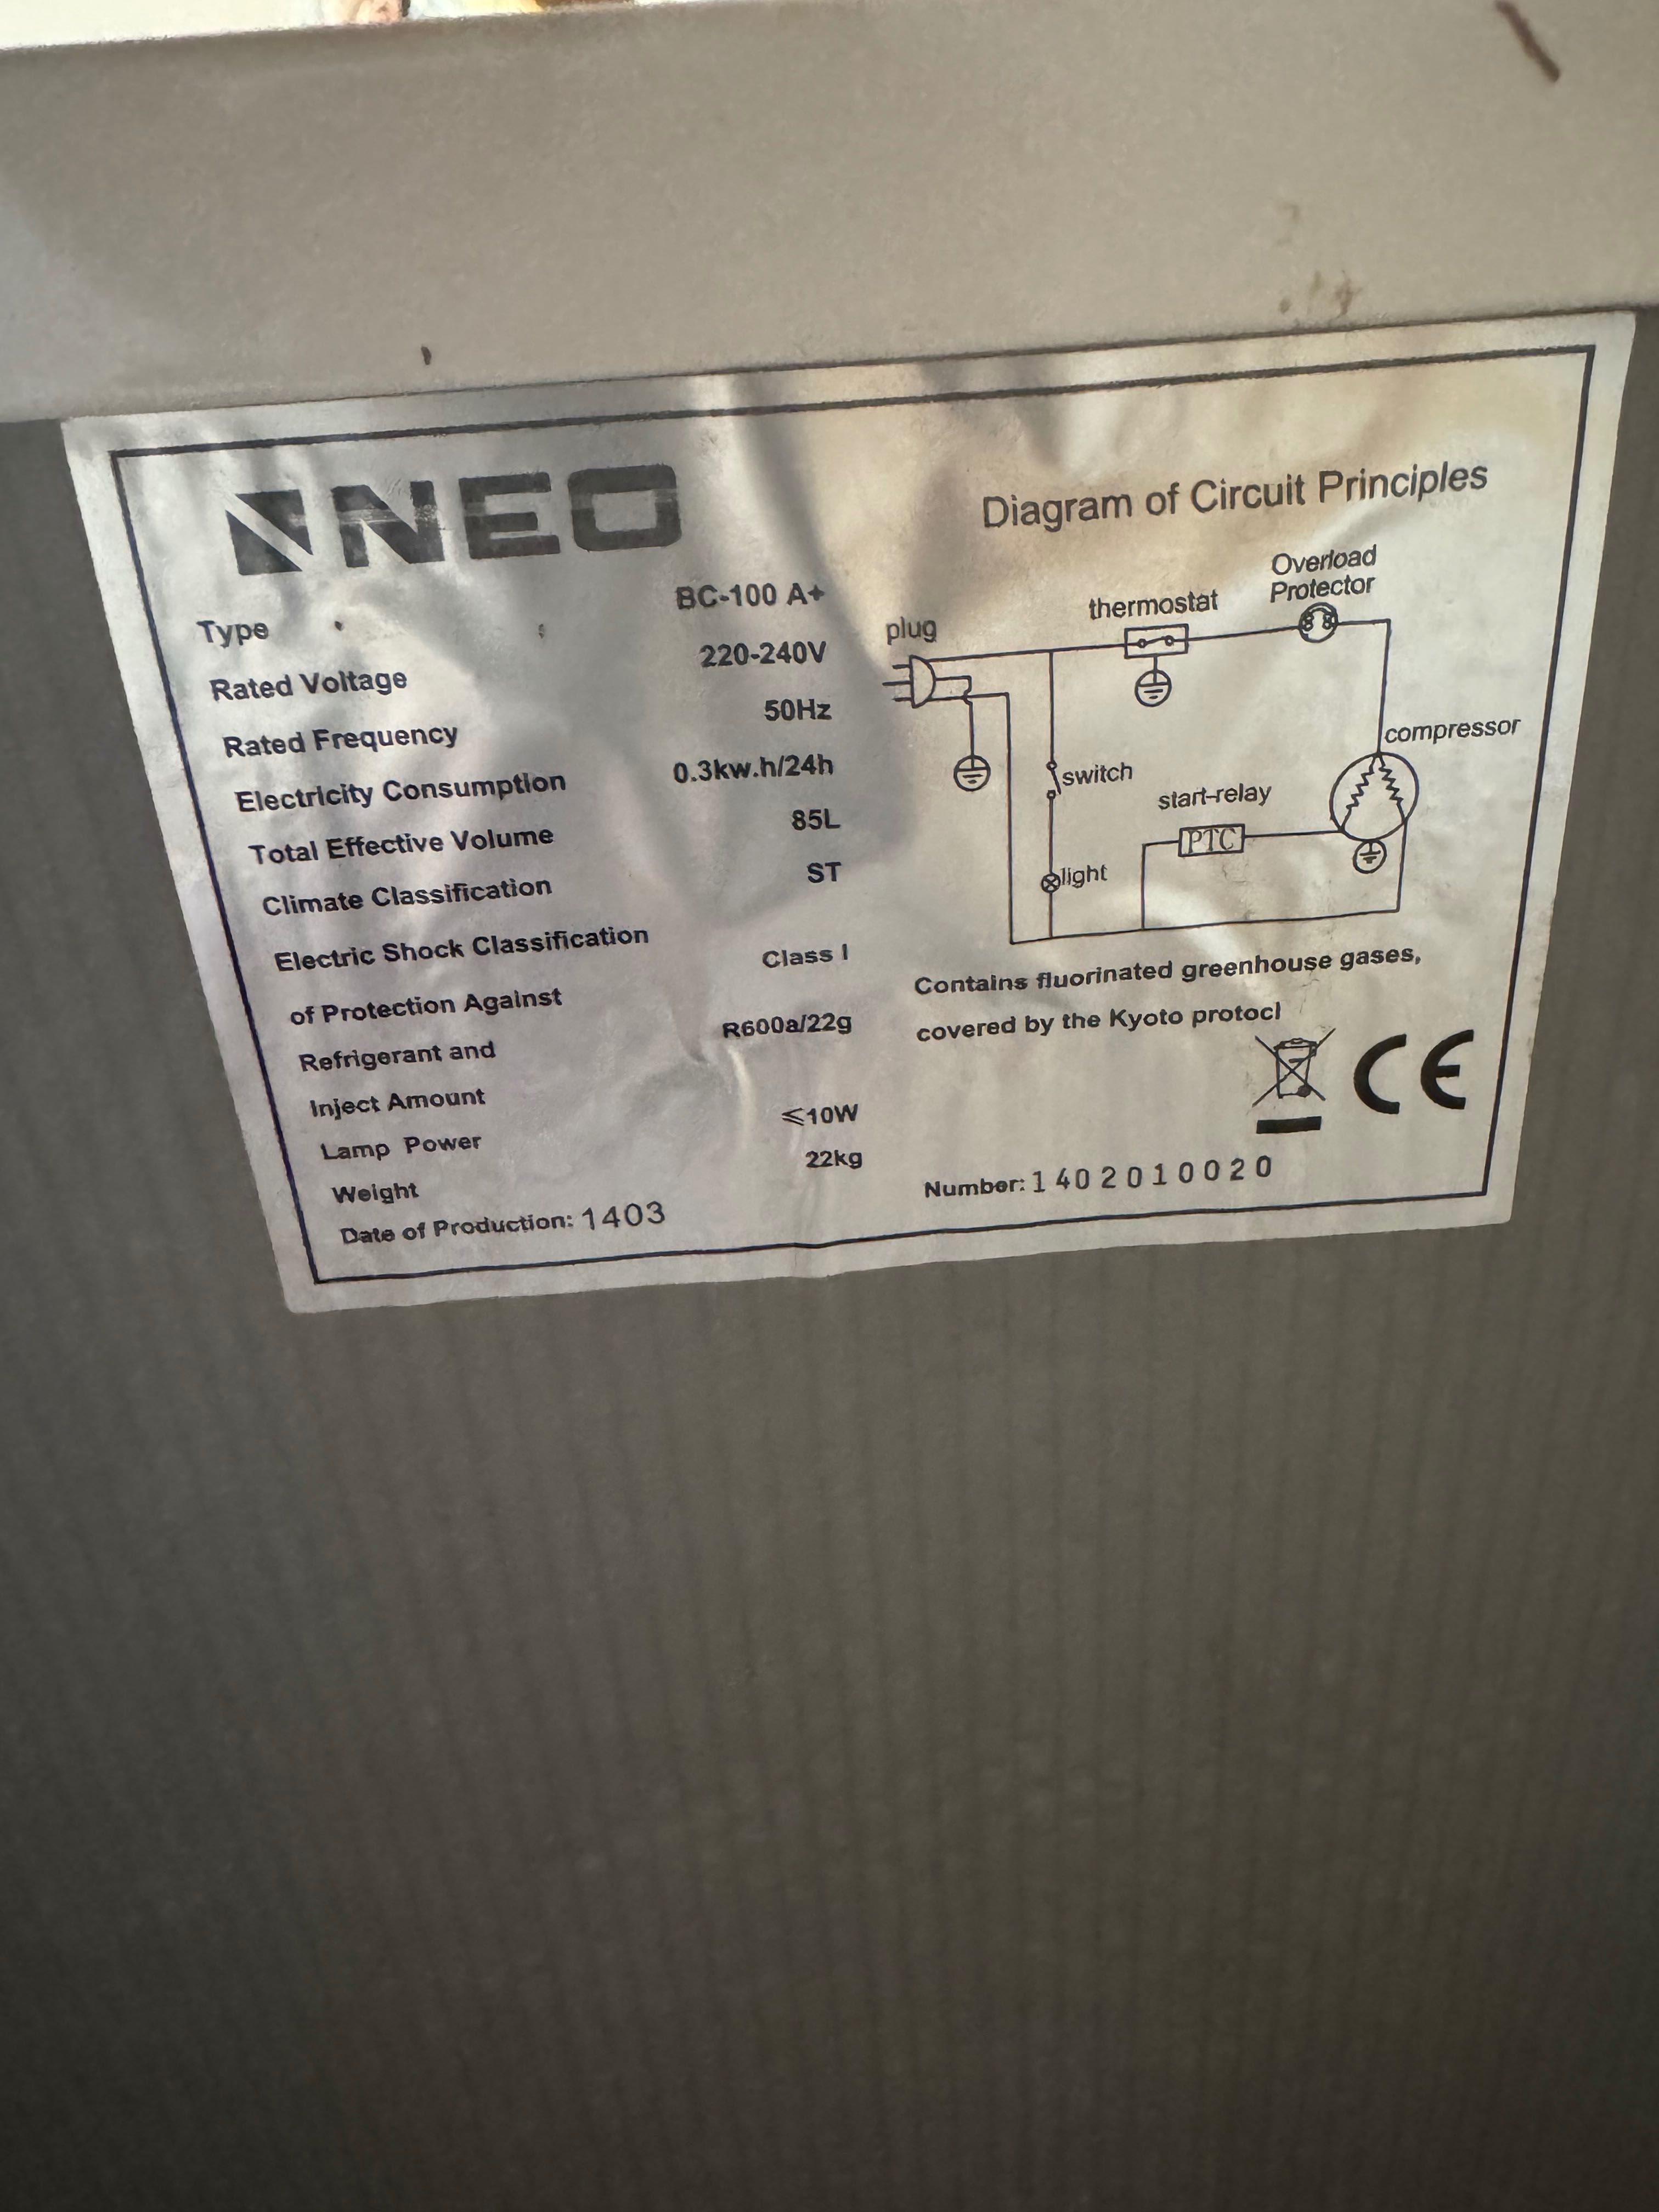 NEO
Type BC-100 A+
Rated Voltage 220-240V
Rated Frequency 50Hz
Electricity Consumption 0.3kw.h/24h
Total Effective Volume 85L
Climate Classification ST
Electric Shock Classification
of Protection Against Class I
Refrigerant and R600a/22g
Inject Amount
Lamp Power ≤10W
Weight 22kg
Date of Production: 1403
Diagram of Circuit Principles
plug
thermostat
Overload
Protector
compressor
switch
start-relay
PTC
light
Contains fluorinated greenhouse gases,
covered by the Kyoto protocl
CE
Number: 1402010020